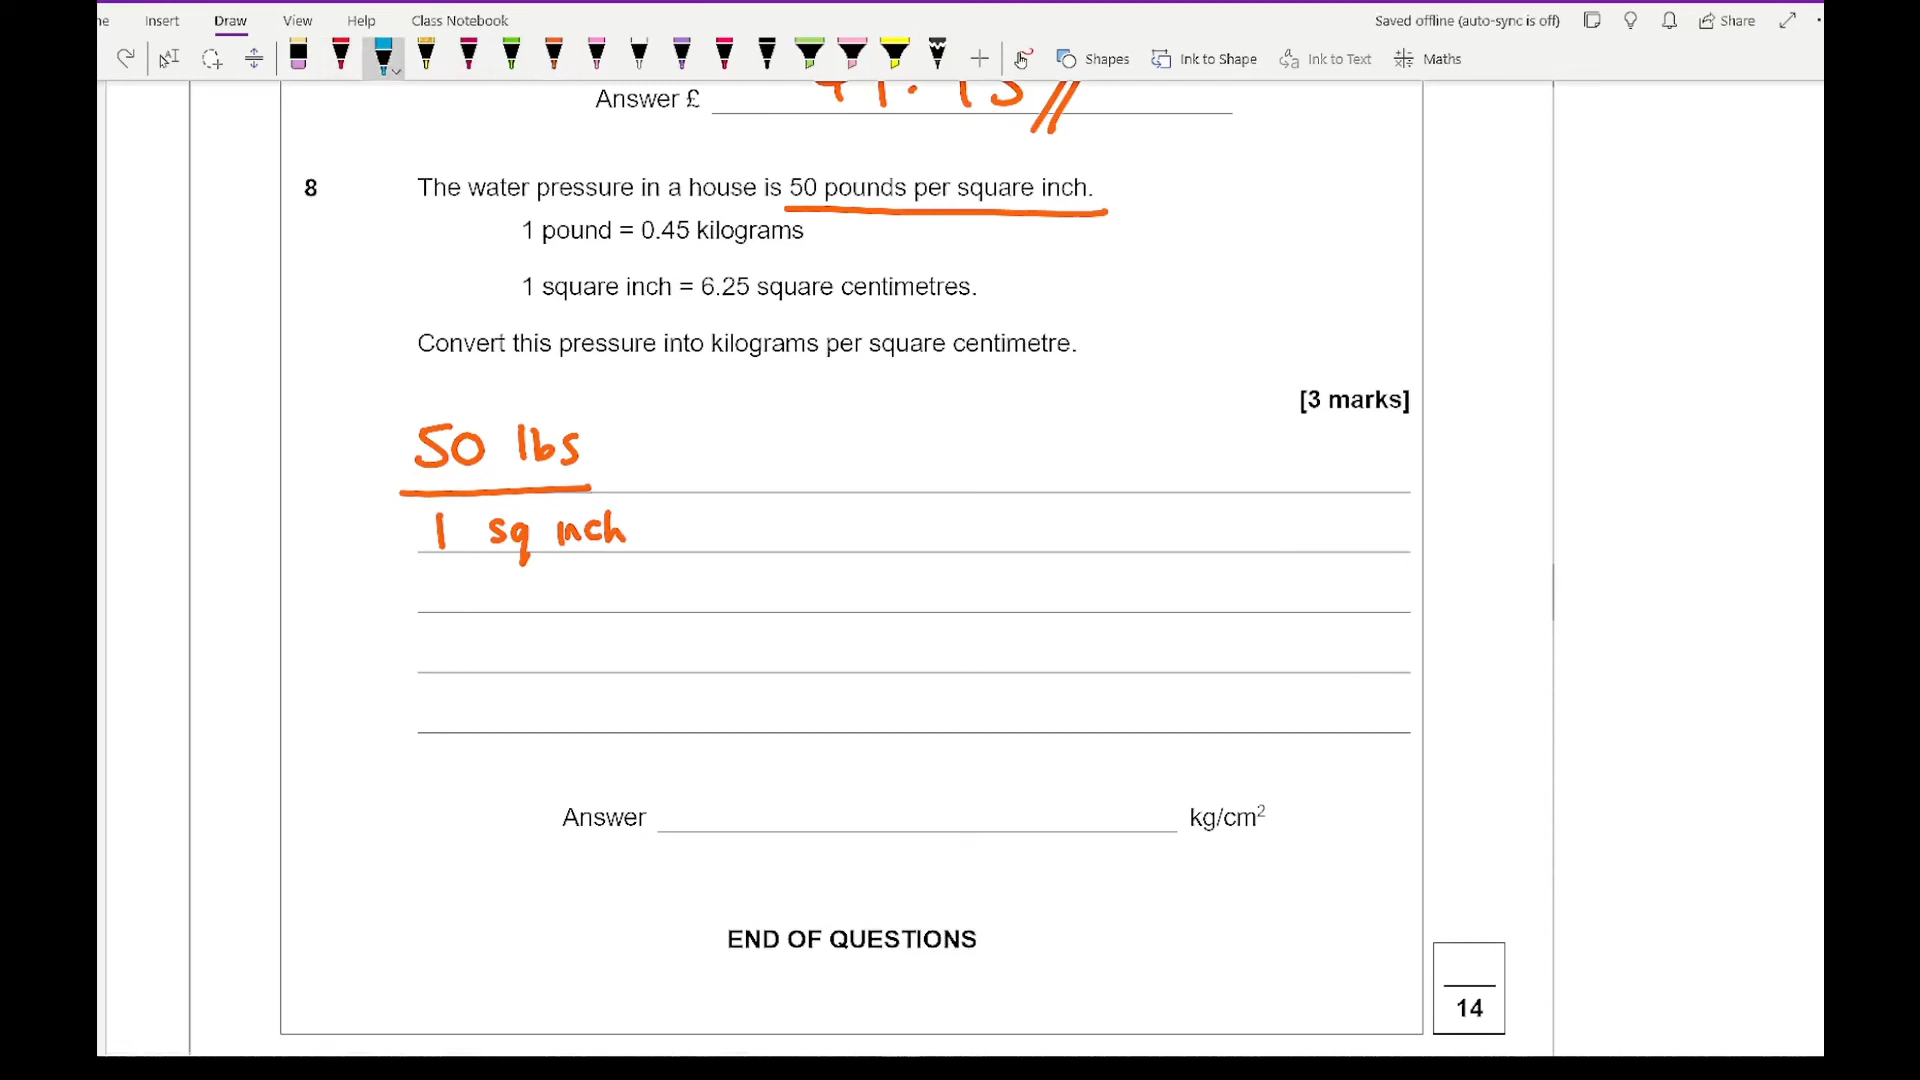 Insert Draw View Help Class Notebook Saved offline (auto-sync is off) Share
Shapes Ink to Shape Ink to Text Maths
Answer £
8 The water pressure in a house is 50 pounds per square inch.
1 pound = 0.45 kilograms
1 square inch = 6.25 square centimetres.
Convert this pressure into kilograms per square centimetre.
[3 marks]
50 lbs
1 sq inch
Answer kg/cm²
END OF QUESTIONS
14